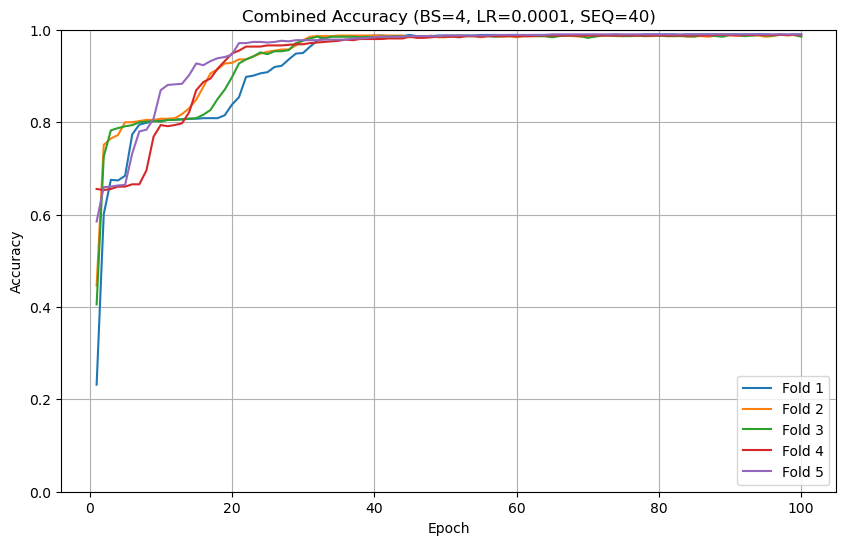 Combined Accuracy (BS=4, LR=0.0001, SEQ=40)
1.0
0.8
0.6
0.4
0.2
0.0
Accuracy
0 20 40 60 80 100
Epoch
Fold 1
Fold 2
Fold 3
Fold 4
Fold 5